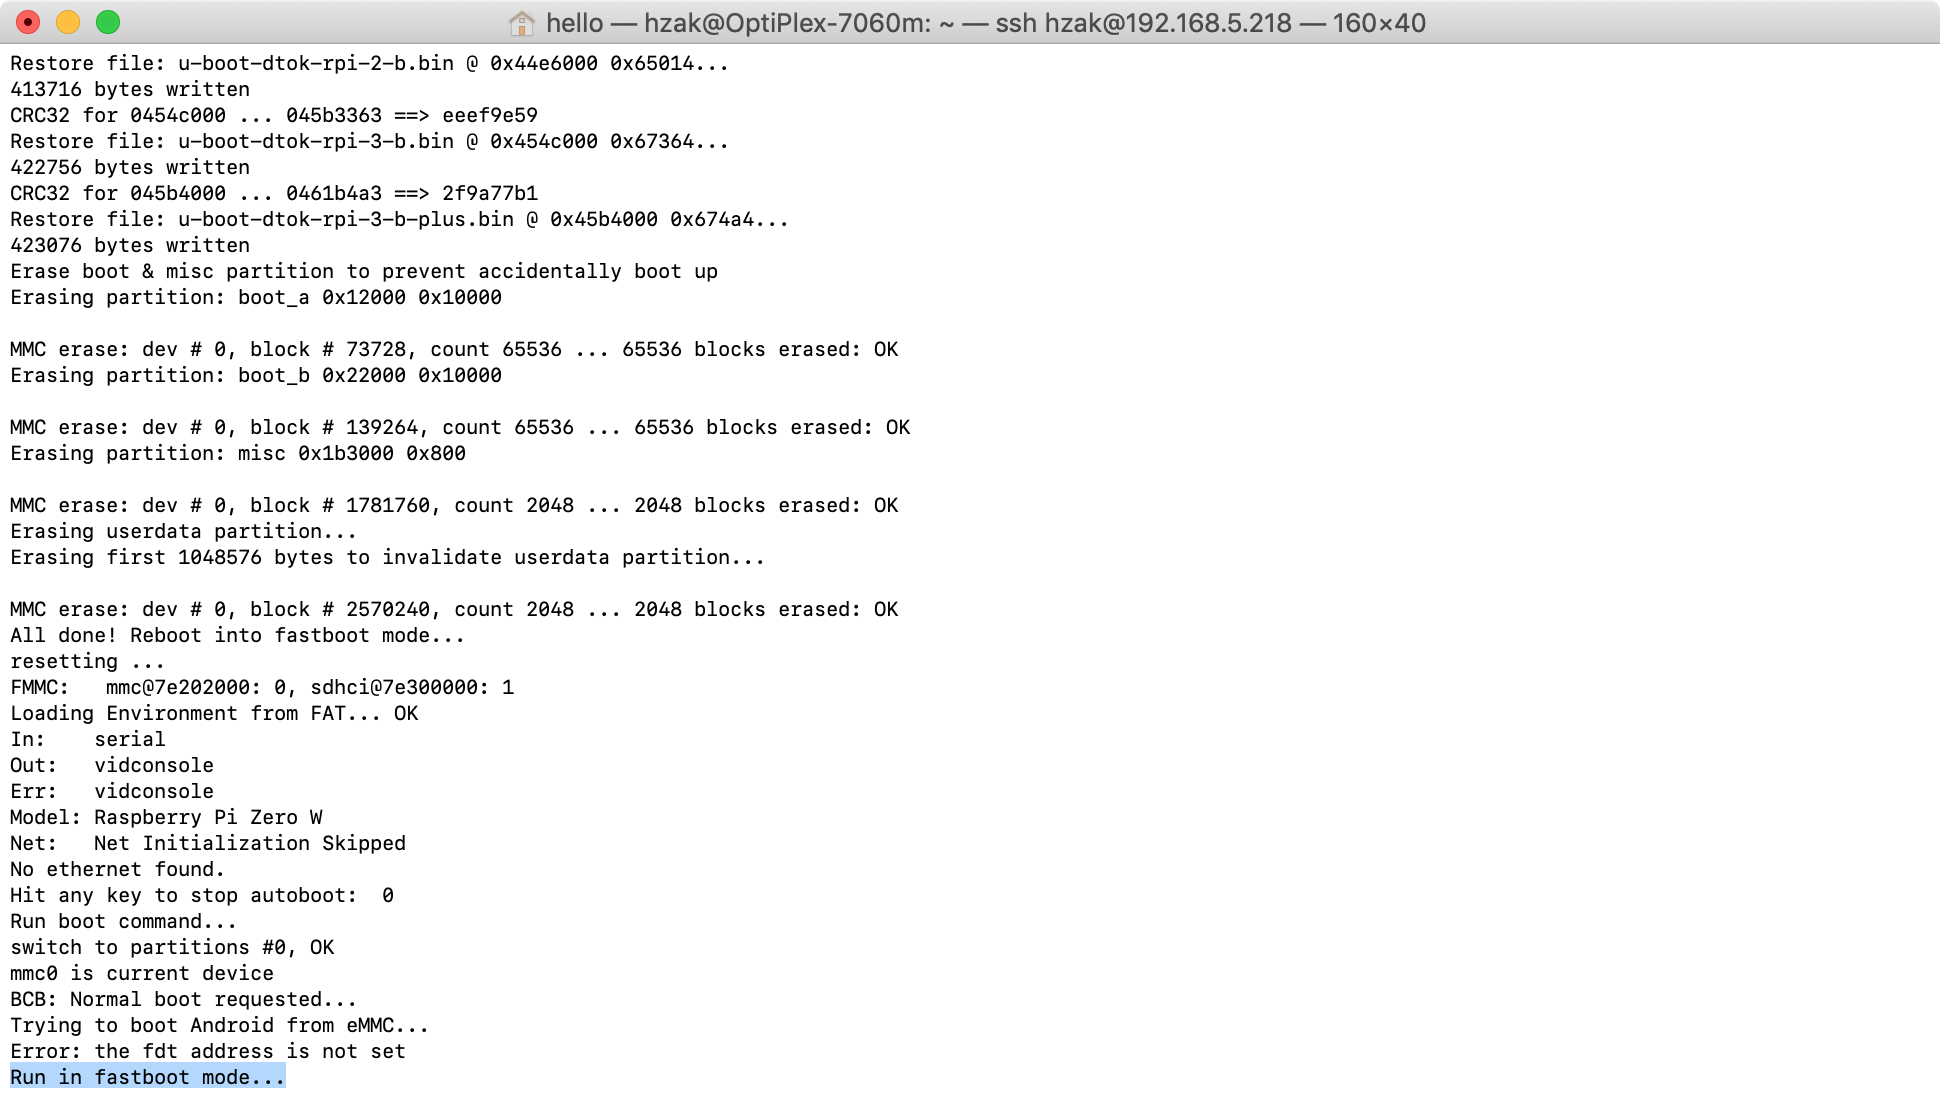 hello — hzak@OptiPlex-7060m: ~ — ssh hzak@192.168.5.218 — 160×40
Restore file: u-boot-dtok-rpi-2-b.bin @ 0x44e6000 0x65014...
413716 bytes written
CRC32 for 0454c000 ... 045b3363 ==> eeef9e59
Restore file: u-boot-dtok-rpi-3-b.bin @ 0x454c000 0x67364...
422756 bytes written
CRC32 for 045b4000 ... 0461b4a3 ==> 2f9a77b1
Restore file: u-boot-dtok-rpi-3-b-plus.bin @ 0x45b4000 0x674a4...
423076 bytes written
Erase boot & misc partition to prevent accidentally boot up
Erasing partition: boot_a 0x12000 0x10000
MMC erase: dev # 0, block # 73728, count 65536 ... 65536 blocks erased: OK
Erasing partition: boot_b 0x22000 0x10000
MMC erase: dev # 0, block # 139264, count 65536 ... 65536 blocks erased: OK
Erasing partition: misc 0x1b3000 0x800
MMC erase: dev # 0, block # 1781760, count 2048 ... 2048 blocks erased: OK
Erasing userdata partition...
Erasing first 1048576 bytes to invalidate userdata partition...
MMC erase: dev # 0, block # 2570240, count 2048 ... 2048 blocks erased: OK
All done! Reboot into fastboot mode...
resetting ...
FMMC:   mmc@7e202000: 0, sdhci@7e300000: 1
Loading Environment from FAT... OK
In:    serial
Out:   vidconsole
Err:   vidconsole
Model: Raspberry Pi Zero W
Net:   Net Initialization Skipped
No ethernet found.
Hit any key to stop autoboot:  0
Run boot command...
switch to partitions #0, OK
mmc0 is current device
BCB: Normal boot requested...
Trying to boot Android from eMMC...
Error: the fdt address is not set
Run in fastboot mode...